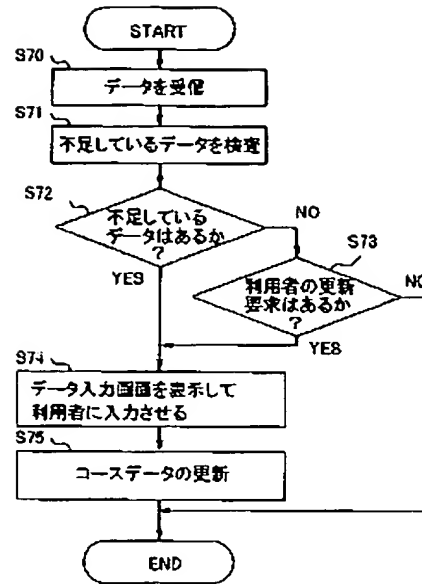 START
S70
データを受信
S71
不足しているデータを検査
S72
不足している
データはあるか
?
NO
YES
S73
利用者の更新
要求はあるか
?
NO
YES
S74
データ入力画面を表示して
利用者に入力させる
S75
コースデータの更新
END